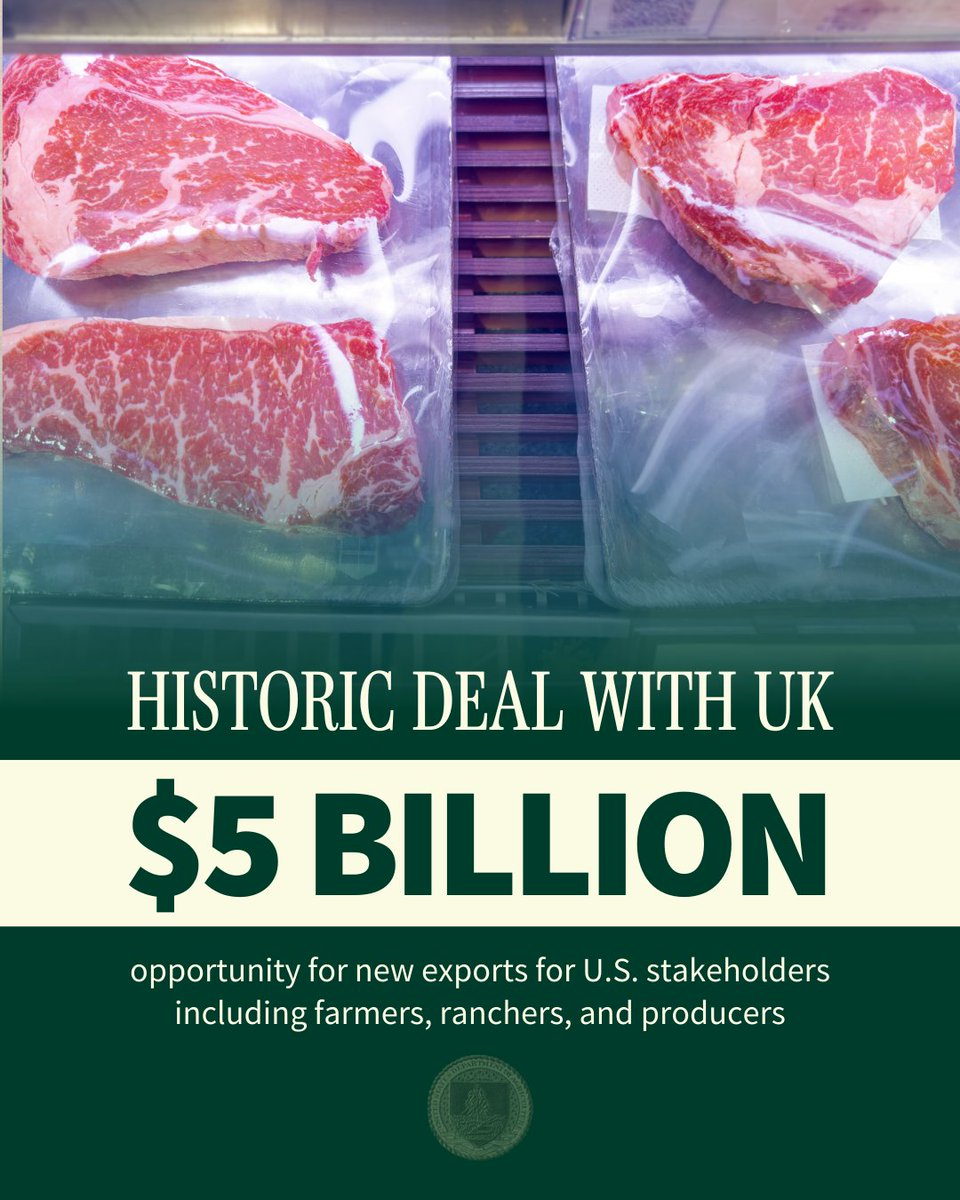 HISTORIC DEAL WITH UK
$5 BILLION
opportunity for new exports for U.S. stakeholders
including farmers, ranchers, and producers